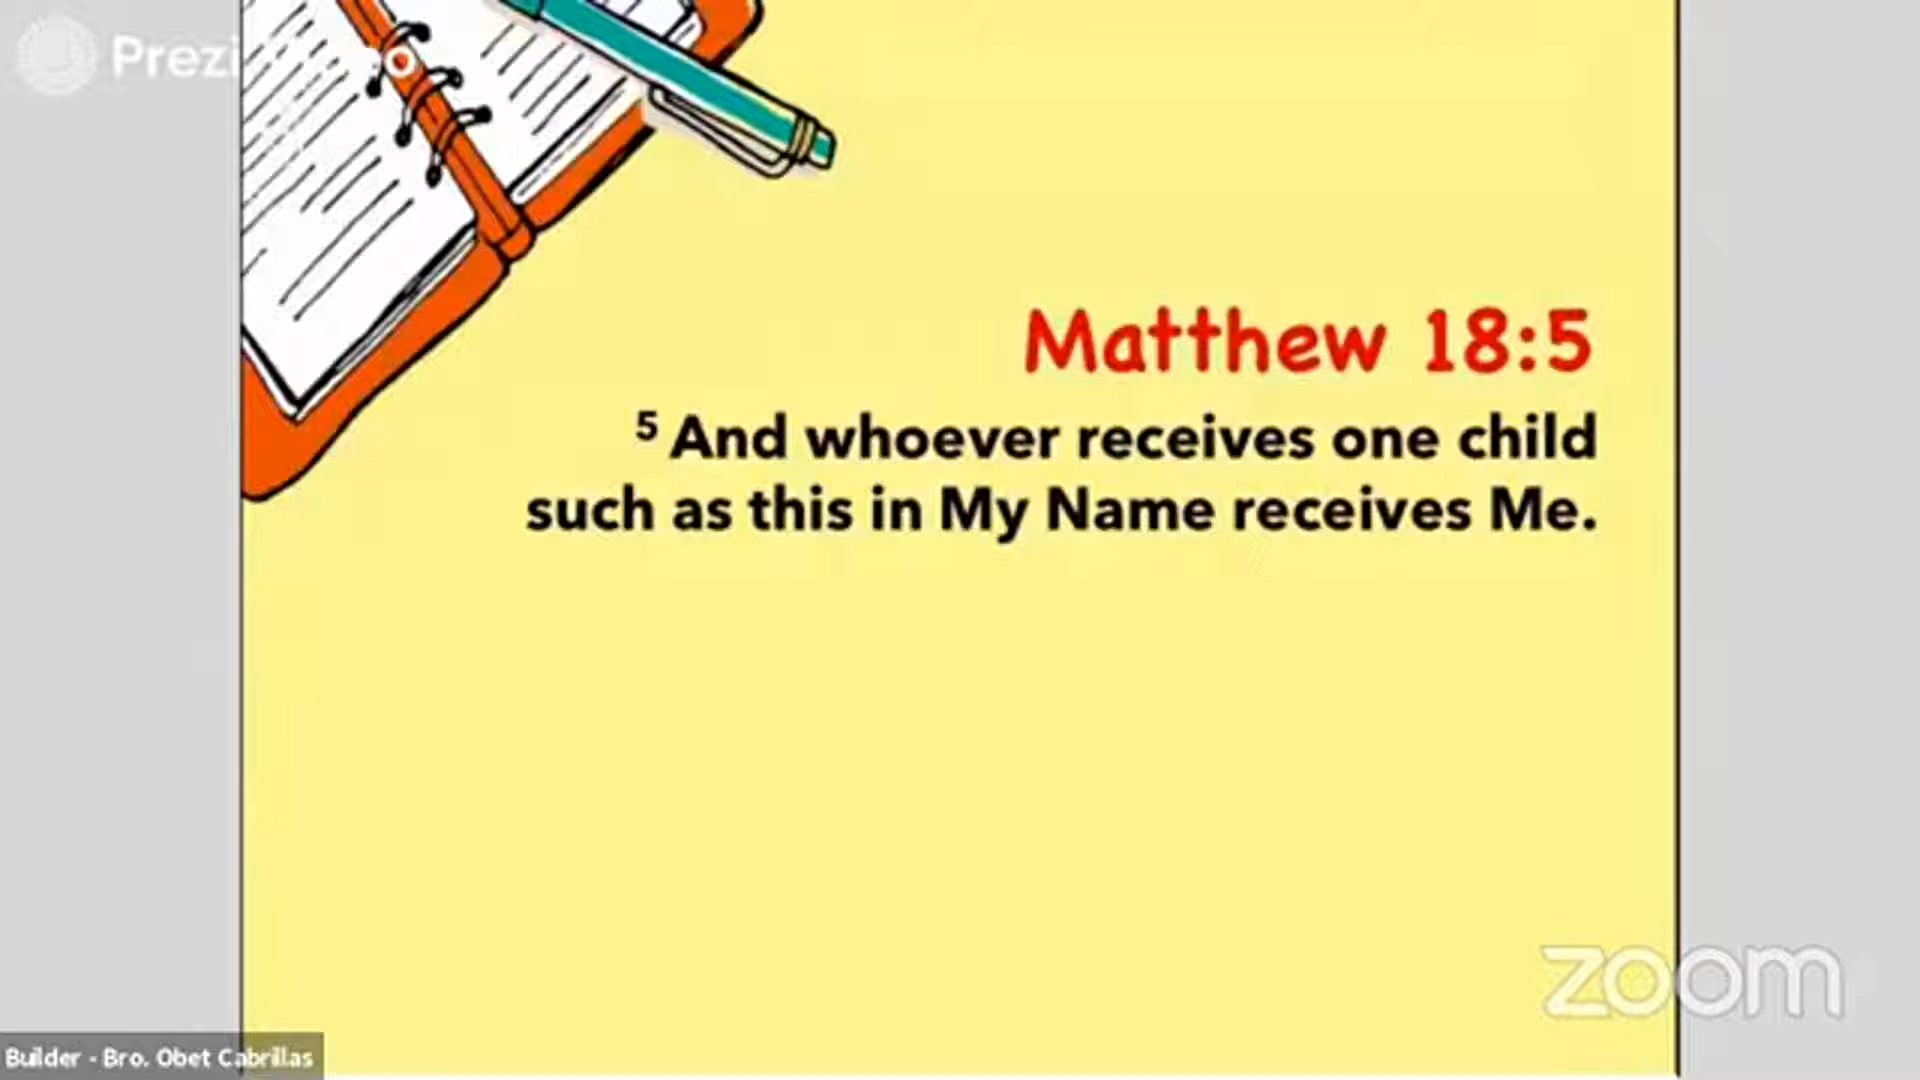 Prezi
Matthew 18:5
5 And whoever receives one child
such as this in My Name receives Me.
zoom
Builder - Bro. Obet Cabrillas